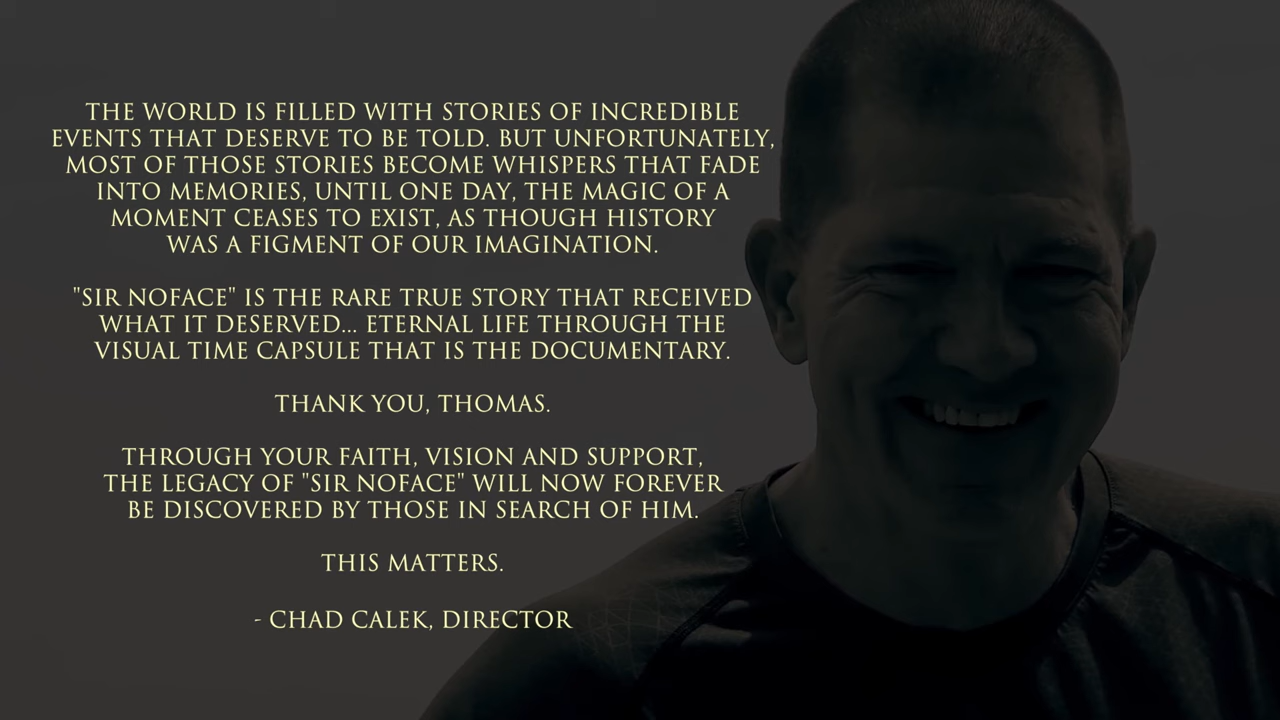 THE WORLD IS FILLED WITH STORIES OF INCREDIBLE
EVENTS THAT DESERVE TO BE TOLD. BUT UNFORTUNATELY,
MOST OF THOSE STORIES BECOME WHISPERS THAT FADE
INTO MEMORIES, UNTIL ONE DAY, THE MAGIC OF A
MOMENT CEASES TO EXIST, AS THOUGH HISTORY
WAS A FIGMENT OF OUR IMAGINATION.
"SIR NOFACE" IS THE RARE TRUE STORY THAT RECEIVED
WHAT IT DESERVED... ETERNAL LIFE THROUGH THE
VISUAL TIME CAPSULE THAT IS THE DOCUMENTARY.
THANK YOU, THOMAS.
THROUGH YOUR FAITH, VISION AND SUPPORT,
THE LEGACY OF "SIR NOFACE" WILL NOW FOREVER
BE DISCOVERED BY THOSE IN SEARCH OF HIM.
THIS MATTERS.
- CHAD CALEK, DIRECTOR